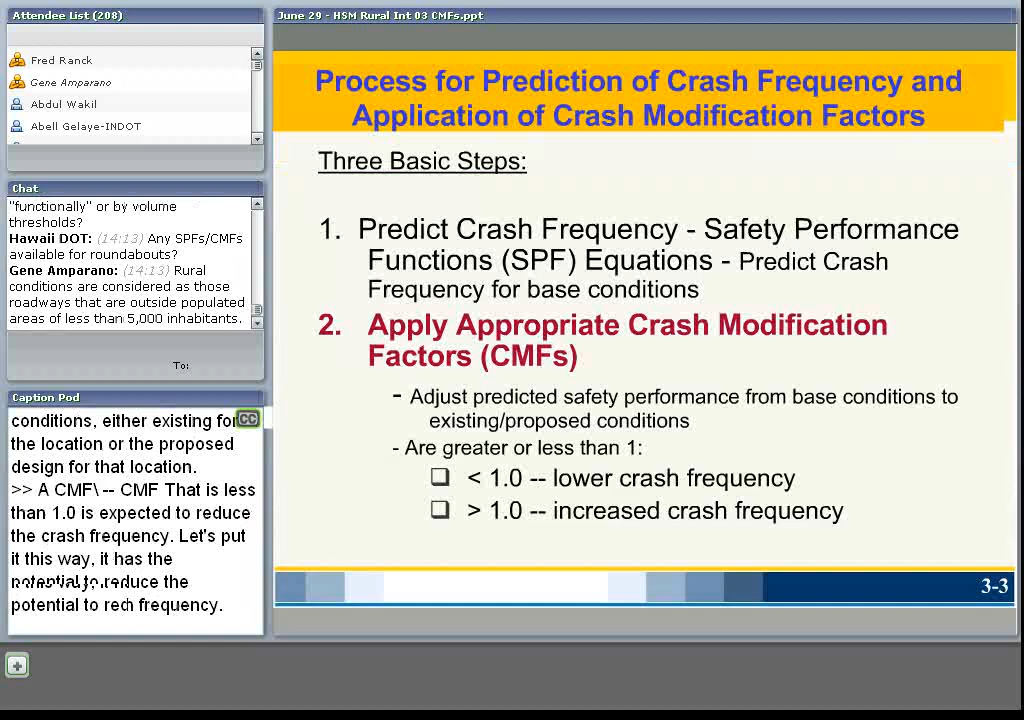 Attendee List (208)
Fred Ranck
Gene Amparano
Abdul Wakil
Abell Gelaye-INDOT
Chat
"functionally" or by volume
thresholds?
Hawaii DOT: (14:13) Any SPFs/CMFs
available for roundabouts?
Gene Amparano: (14:13) Rural
conditions are considered as those
roadways that are outside populated
areas of less than 5,000 inhabitants.
To:
Caption Pod
conditions, either existing for
the location or the proposed
design for that location.
>> A CMF\ -- CMF That is less
than 1.0 is expected to reduce
the crash frequency. Let's put
it this way, it has the
potential to reduce the
potential to rech frequency.
CC
June 29 - HSM Rural Int 03 CMFs.ppt
Process for Prediction of Crash Frequency and
Application of Crash Modification Factors
Three Basic Steps:
1. Predict Crash Frequency - Safety Performance
Functions (SPF) Equations - Predict Crash
Frequency for base conditions
2. Apply Appropriate Crash Modification
Factors (CMFs)
- Adjust predicted safety performance from base conditions to
existing/proposed conditions
- Are greater or less than 1:
❑ < 1.0 -- lower crash frequency
❑ > 1.0 -- increased crash frequency
3-3